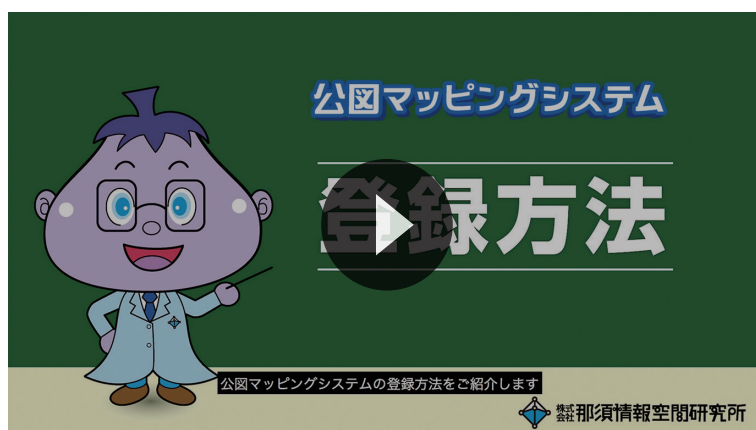 公図マッピングシステム
登録方法
公図マッピングシステムの登録方法をご紹介します
株式会社 那須情報空間研究所